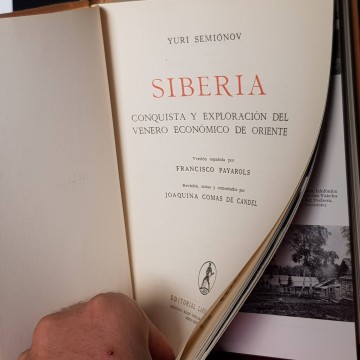 YURI SEMIÓNOV
SIBERIA
CONQUISTA Y EXPLORACIÓN DEL
VENERO ECONÓMICO DE ORIENTE
Versión española por
FRANCISCO PAYAROLS
Revisión, notas y comentarios por
JOAQUINA COMAS DE CANDEL
EDITORIAL